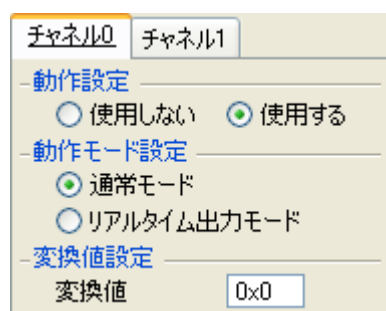 チャネル0 チャネル1
動作設定
使用しない 使用する
動作モード設定
通常モード
リアルタイム出力モード
変換値設定
変換値 0x0